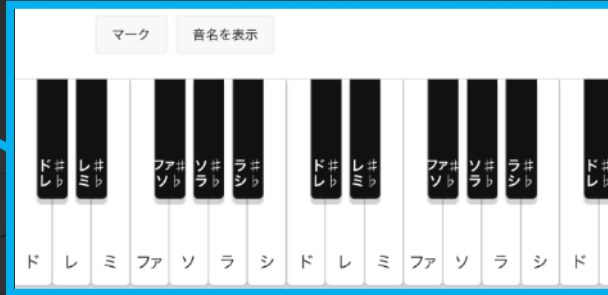 マーク 音名を表示
ド♯ レ♯ ファ♯ ソ♯ ラ♯ ド♯ レ♯ ファ♯ ソ♯ ラ♯ ド♯
レ♭ ミ♭ ソ♭ ラ♭ シ♭ レ♭ ミ♭ ソ♭ ラ♭ シ♭ レ♭
ド レ ミ ファ ソ ラ シ ド レ ミ ファ ソ ラ シ ド